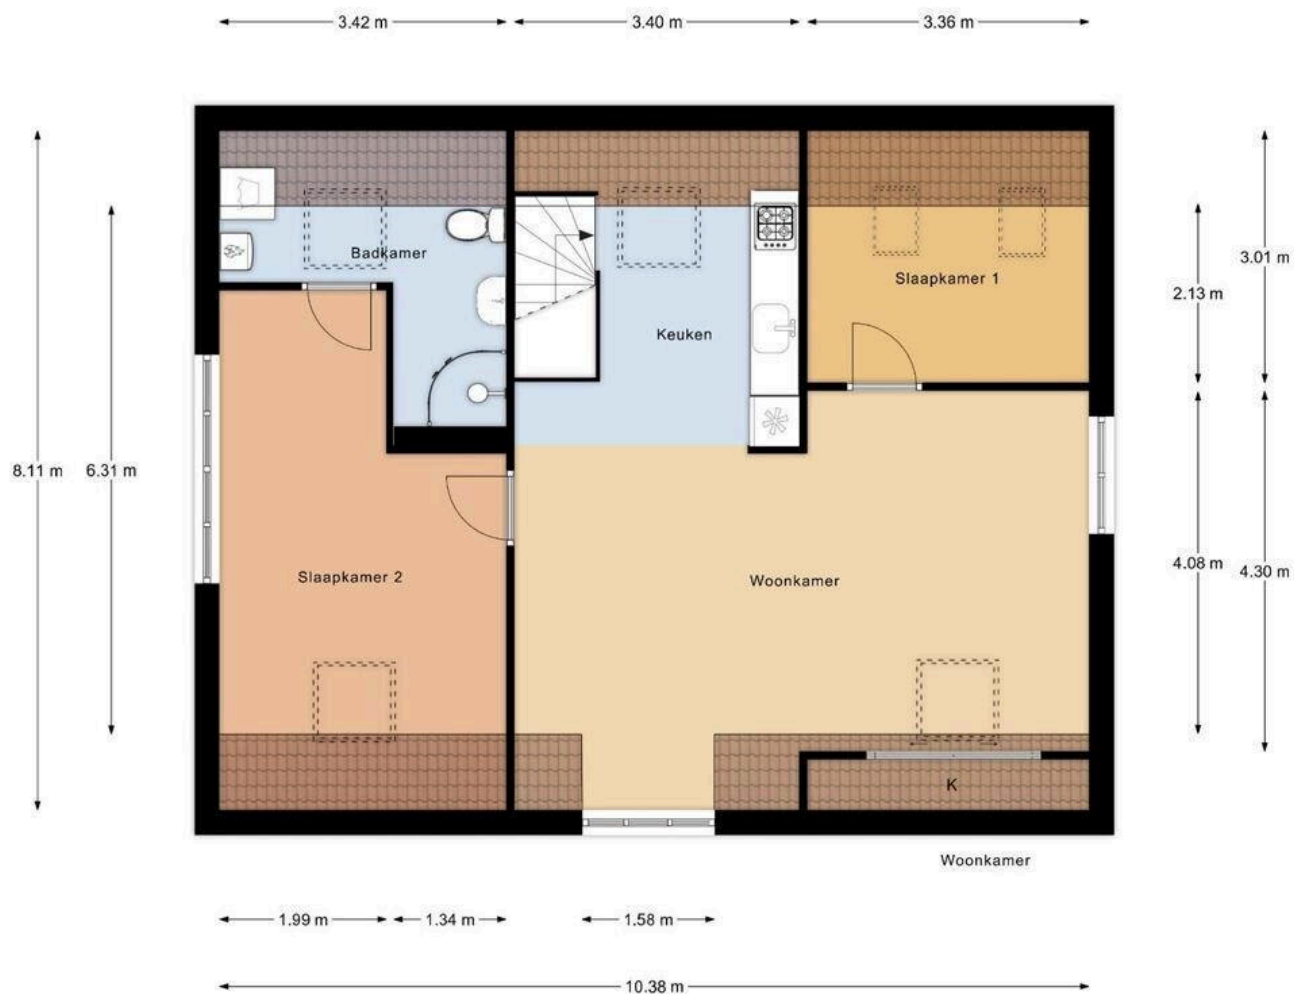 3.42 m
3.40 m
3.36 m
Badkamer
Slaapkamer 1
3.01 m
2.13 m
Keuken
8.11 m
6.31 m
Slaapkamer 2
Woonkamer
4.08 m
4.30 m
K
Woonkamer
1.99 m
1.34 m
1.58 m
10.38 m